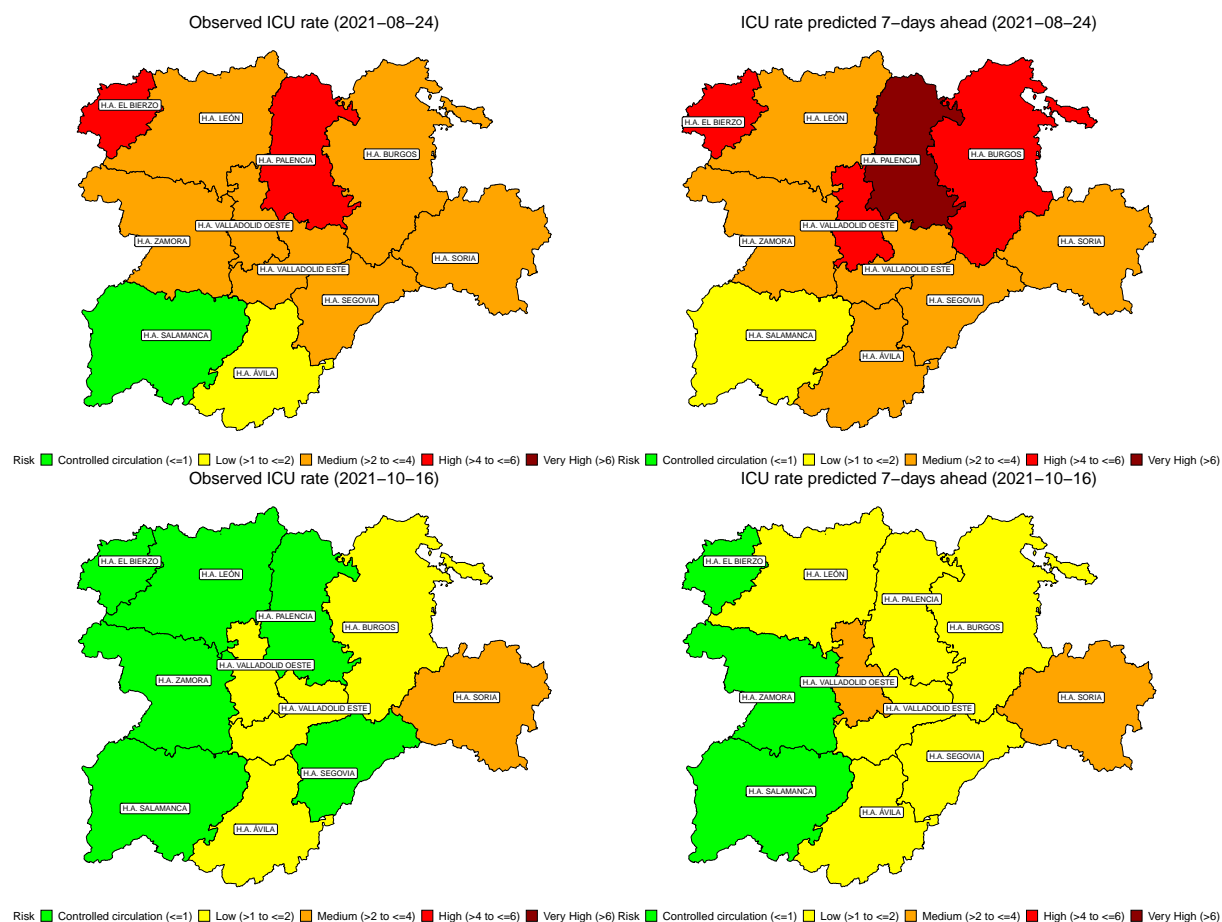 Observed ICU rate (2021−08−24)
H.A. EL BIERZO
H.A. LEÓN
H.A. BURGOS
H.A. PALENCIA
H.A. VALLADOLID OESTE
H.A. ZAMORA
H.A. SORIA
H.A. VALLADOLID ESTE
H.A. SEGOVIA
H.A. SALAMANCA
H.A. ÁVILA
Risk Controlled circulation (<=1) Low (>1 to <=2) Medium (>2 to <=4) High (>4 to <=6) Very High (>6)
ICU rate predicted 7−days ahead (2021−08−24)
H.A. LEÓN
H.A. EL BIERZO
H.A. BURGOS
H.A. PALENCIA
H.A. VALLADOLID OESTE
H.A. ZAMORA
H.A. SORIA
H.A. VALLADOLID ESTE
H.A. SEGOVIA
H.A. SALAMANCA
H.A. ÁVILA
Risk Controlled circulation (<=1) Low (>1 to <=2) Medium (>2 to <=4) High (>4 to <=6) Very High (>6)
Observed ICU rate (2021−10−16)
H.A. EL BIERZO
H.A. LEÓN
H.A. PALENCIA
H.A. BURGOS
H.A. VALLADOLID OESTE
H.A. ZAMORA
H.A. SORIA
H.A. VALLADOLID ESTE
H.A. SEGOVIA
H.A. SALAMANCA
H.A. ÁVILA
Risk Controlled circulation (<=1) Low (>1 to <=2) Medium (>2 to <=4) High (>4 to <=6) Very High (>6)
ICU rate predicted 7−days ahead (2021−10−16)
H.A. EL BIERZO
H.A. LEÓN
H.A. PALENCIA
H.A. BURGOS
H.A. VALLADOLID OESTE
H.A. ZAMORA
H.A. SORIA
H.A. VALLADOLID ESTE
H.A. SEGOVIA
H.A. SALAMANCA
H.A. ÁVILA
Risk Controlled circulation (<=1) Low (>1 to <=2) Medium (>2 to <=4) High (>4 to <=6) Very High (>6)